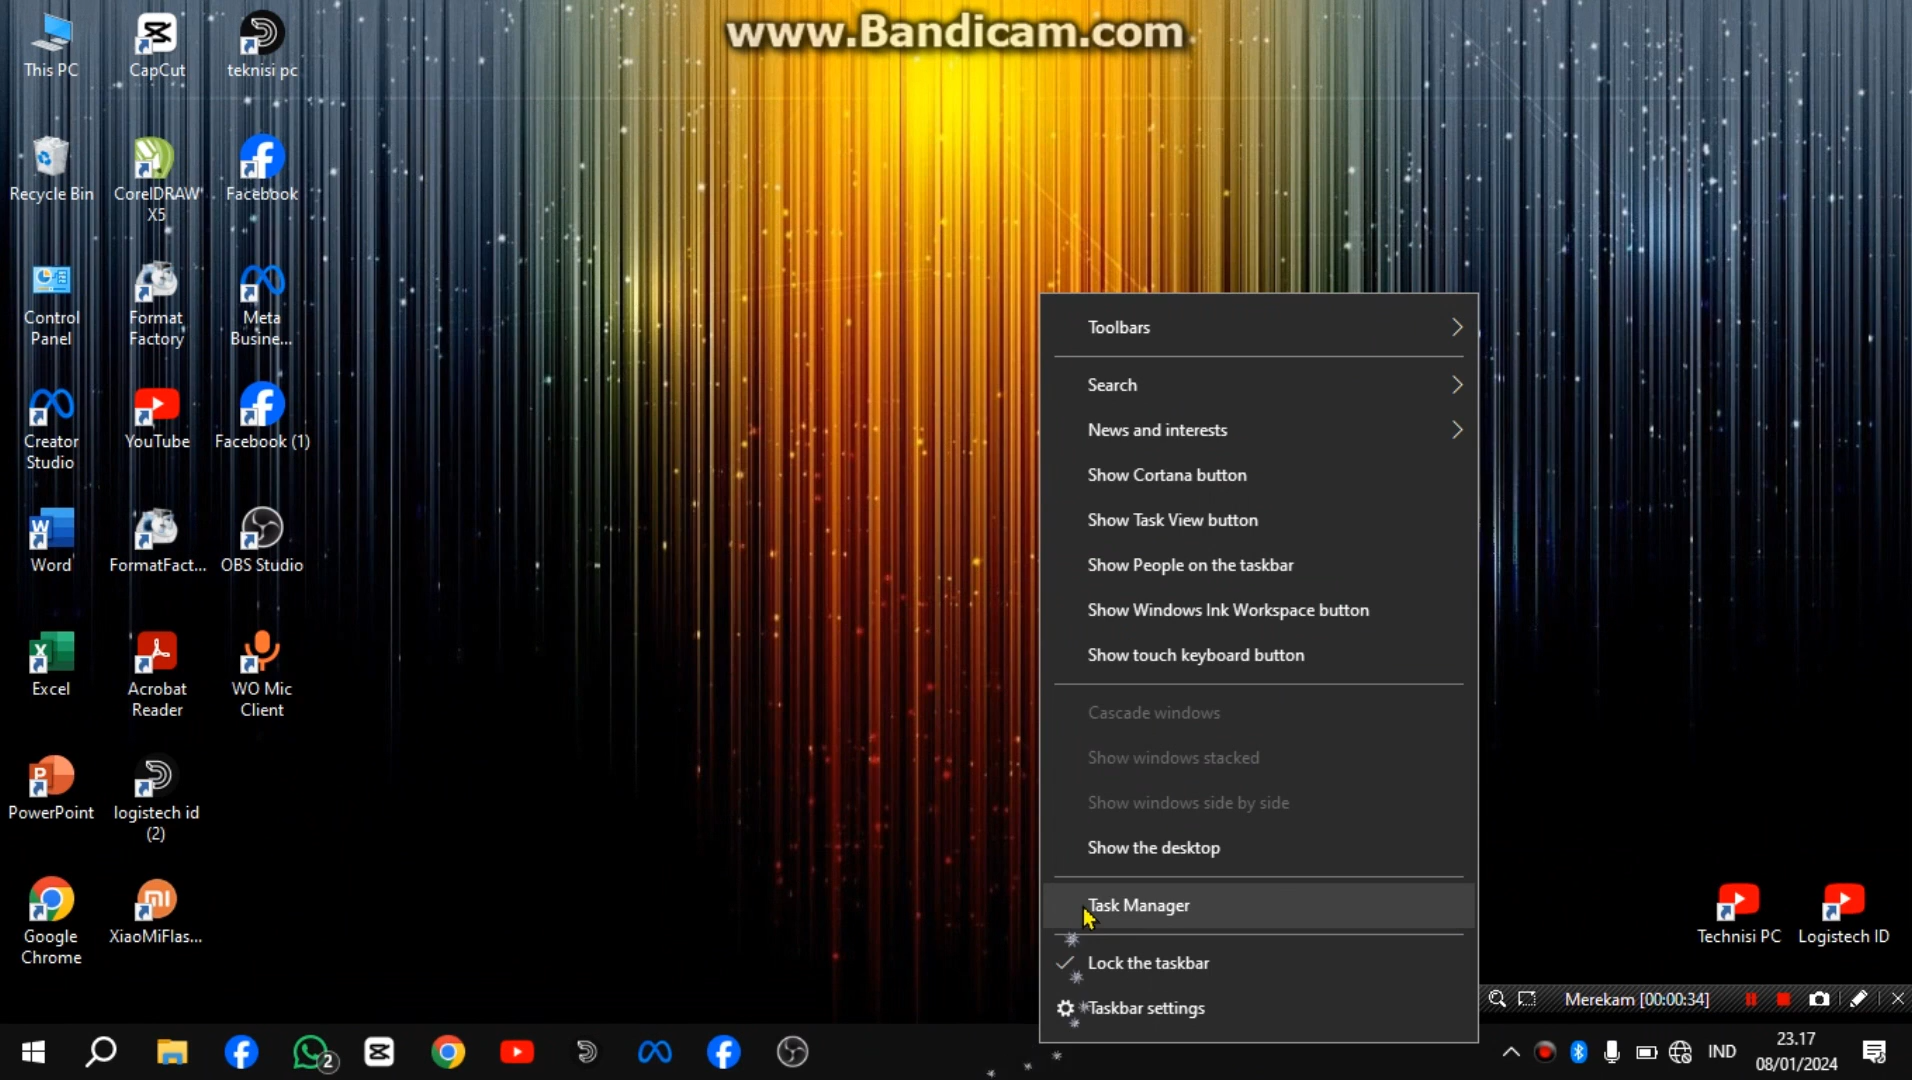 www.Bandicam.com
This PC
CapCut
teknisi pc
Recycle Bin
CorelDRAW
X5
Facebook
Control
Panel
Format
Factory
Meta
Busine...
Creator
Studio
YouTube
Facebook (1)
Word
FormatFact...
OBS Studio
Excel
Acrobat
Reader
WO Mic
Client
PowerPoint
logistech id
(2)
Google
Chrome
XiaoMiFlas...
Toolbars
Search
News and interests
Show Cortana button
Show Task View button
Show People on the taskbar
Show Windows Ink Workspace button
Show touch keyboard button
Cascade windows
Show windows stacked
Show windows side by side
Show the desktop
Task Manager
Lock the taskbar
Taskbar settings
Technisi PC
Logistech ID
Merekam [00:00:34]
2
IND
23.17
08/01/2024